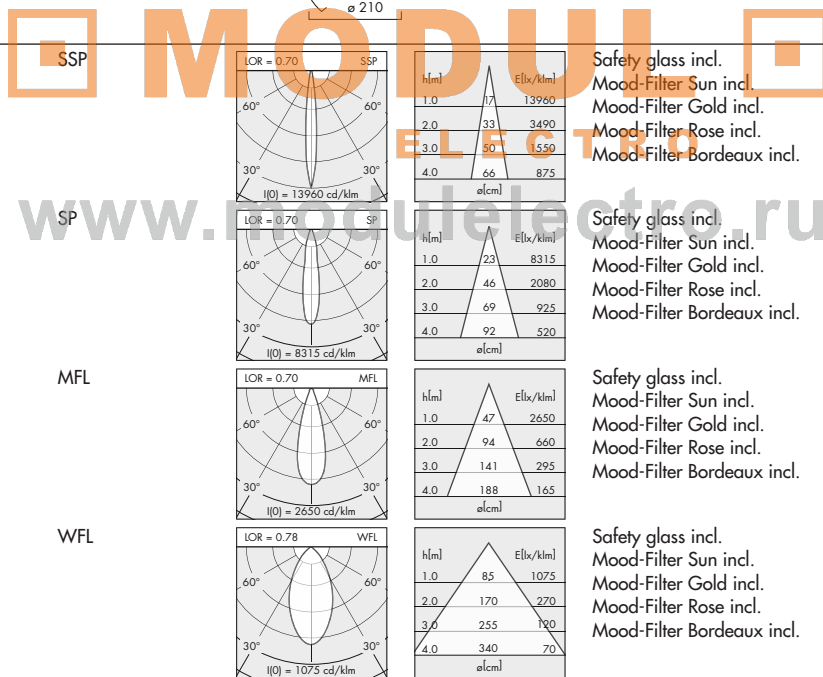 ø 210
MODUL
ELECTRO
www.modulelectro.ru
SSP
LOR = 0.70 SSP
60° 60°
30° 30°
I(0) = 13960 cd/klm
h[m] E[lx/klm]
1.0 17 13960
2.0 33 3490
3.0 50 1550
4.0 66 875
ø[cm]
Safety glass incl.
Mood-Filter Sun incl.
Mood-Filter Gold incl.
Mood-Filter Rose incl.
Mood-Filter Bordeaux incl.
SP
LOR = 0.70 SP
60° 60°
30° 30°
I(0) = 8315 cd/klm
h[m] E[lx/klm]
1.0 23 8315
2.0 46 2080
3.0 69 925
4.0 92 520
ø[cm]
Safety glass incl.
Mood-Filter Sun incl.
Mood-Filter Gold incl.
Mood-Filter Rose incl.
Mood-Filter Bordeaux incl.
MFL
LOR = 0.70 MFL
60° 60°
30° 30°
I(0) = 2650 cd/klm
h[m] E[lx/klm]
1.0 47 2650
2.0 94 660
3.0 141 295
4.0 188 165
ø[cm]
Safety glass incl.
Mood-Filter Sun incl.
Mood-Filter Gold incl.
Mood-Filter Rose incl.
Mood-Filter Bordeaux incl.
WFL
LOR = 0.78 WFL
60° 60°
30° 30°
I(0) = 1075 cd/klm
h[m] E[lx/klm]
1.0 85 1075
2.0 170 270
3.0 255 120
4.0 340 70
ø[cm]
Safety glass incl.
Mood-Filter Sun incl.
Mood-Filter Gold incl.
Mood-Filter Rose incl.
Mood-Filter Bordeaux incl.